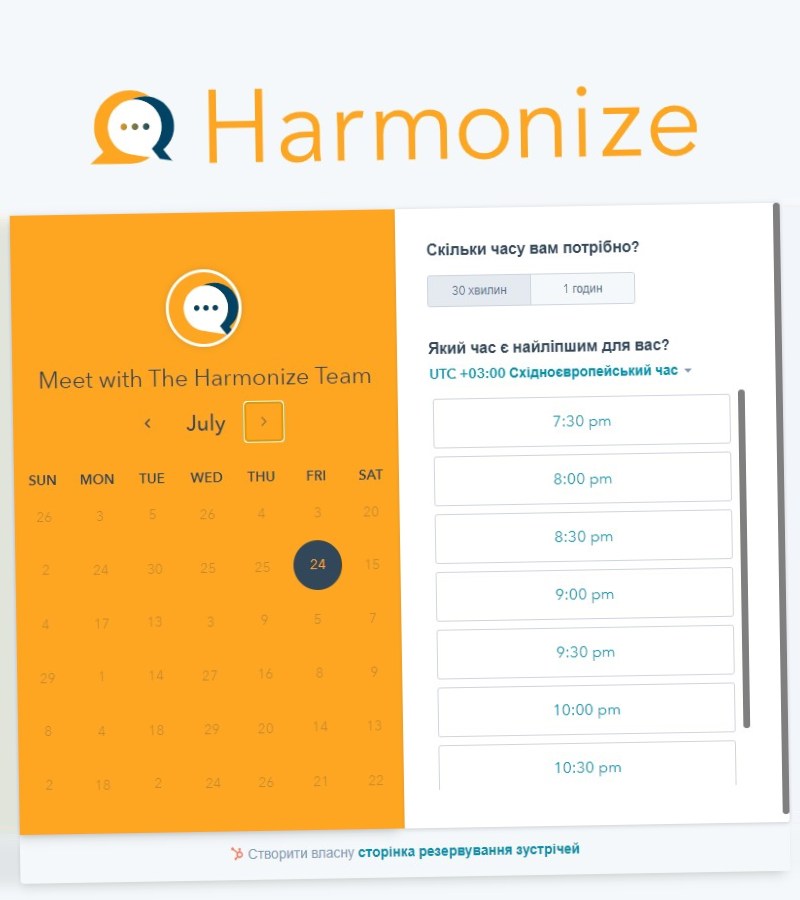 Harmonize
Meet with The Harmonize Team
July
SUN MON TUE WED THU FRI SAT
26 3 5 26 4 3 20
2 24 30 25 25 24 15
4 17 13 3 9 5 7
29 1 14 27 16 8 9
8 4 18 29 20 14 13
2 18 2 24 26 21 22
Скільки часу вам потрібно?
30 хвилин 1 годин
Який час є найліпшим для вас?
UTC +03:00 Східноєвропейський час
7:30 pm
8:00 pm
8:30 pm
9:00 pm
9:30 pm
10:00 pm
10:30 pm
Створити власну сторінка резервування зустрічей